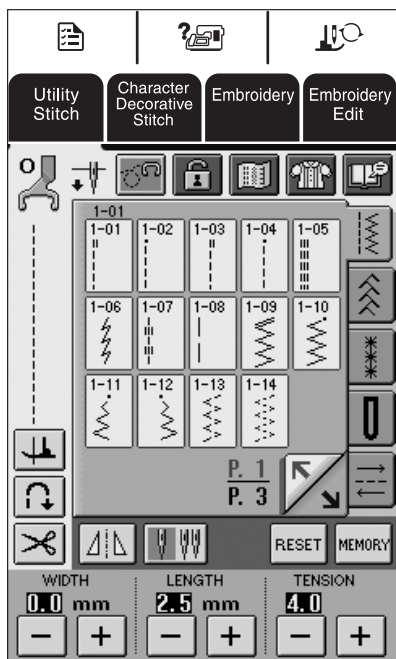 ?
Utility
Stitch
Character
Decorative
Stitch
Embroidery
Embroidery
Edit
O
1-01
1-01 1-02 1-03 1-04 1-05
1-06 1-07 1-08 1-09 1-10
1-11 1-12 1-13 1-14
P. 1
P. 3
RESET MEMORY
WIDTH LENGTH TENSION
0.0 mm 2.5 mm 4.0
− + − + − +